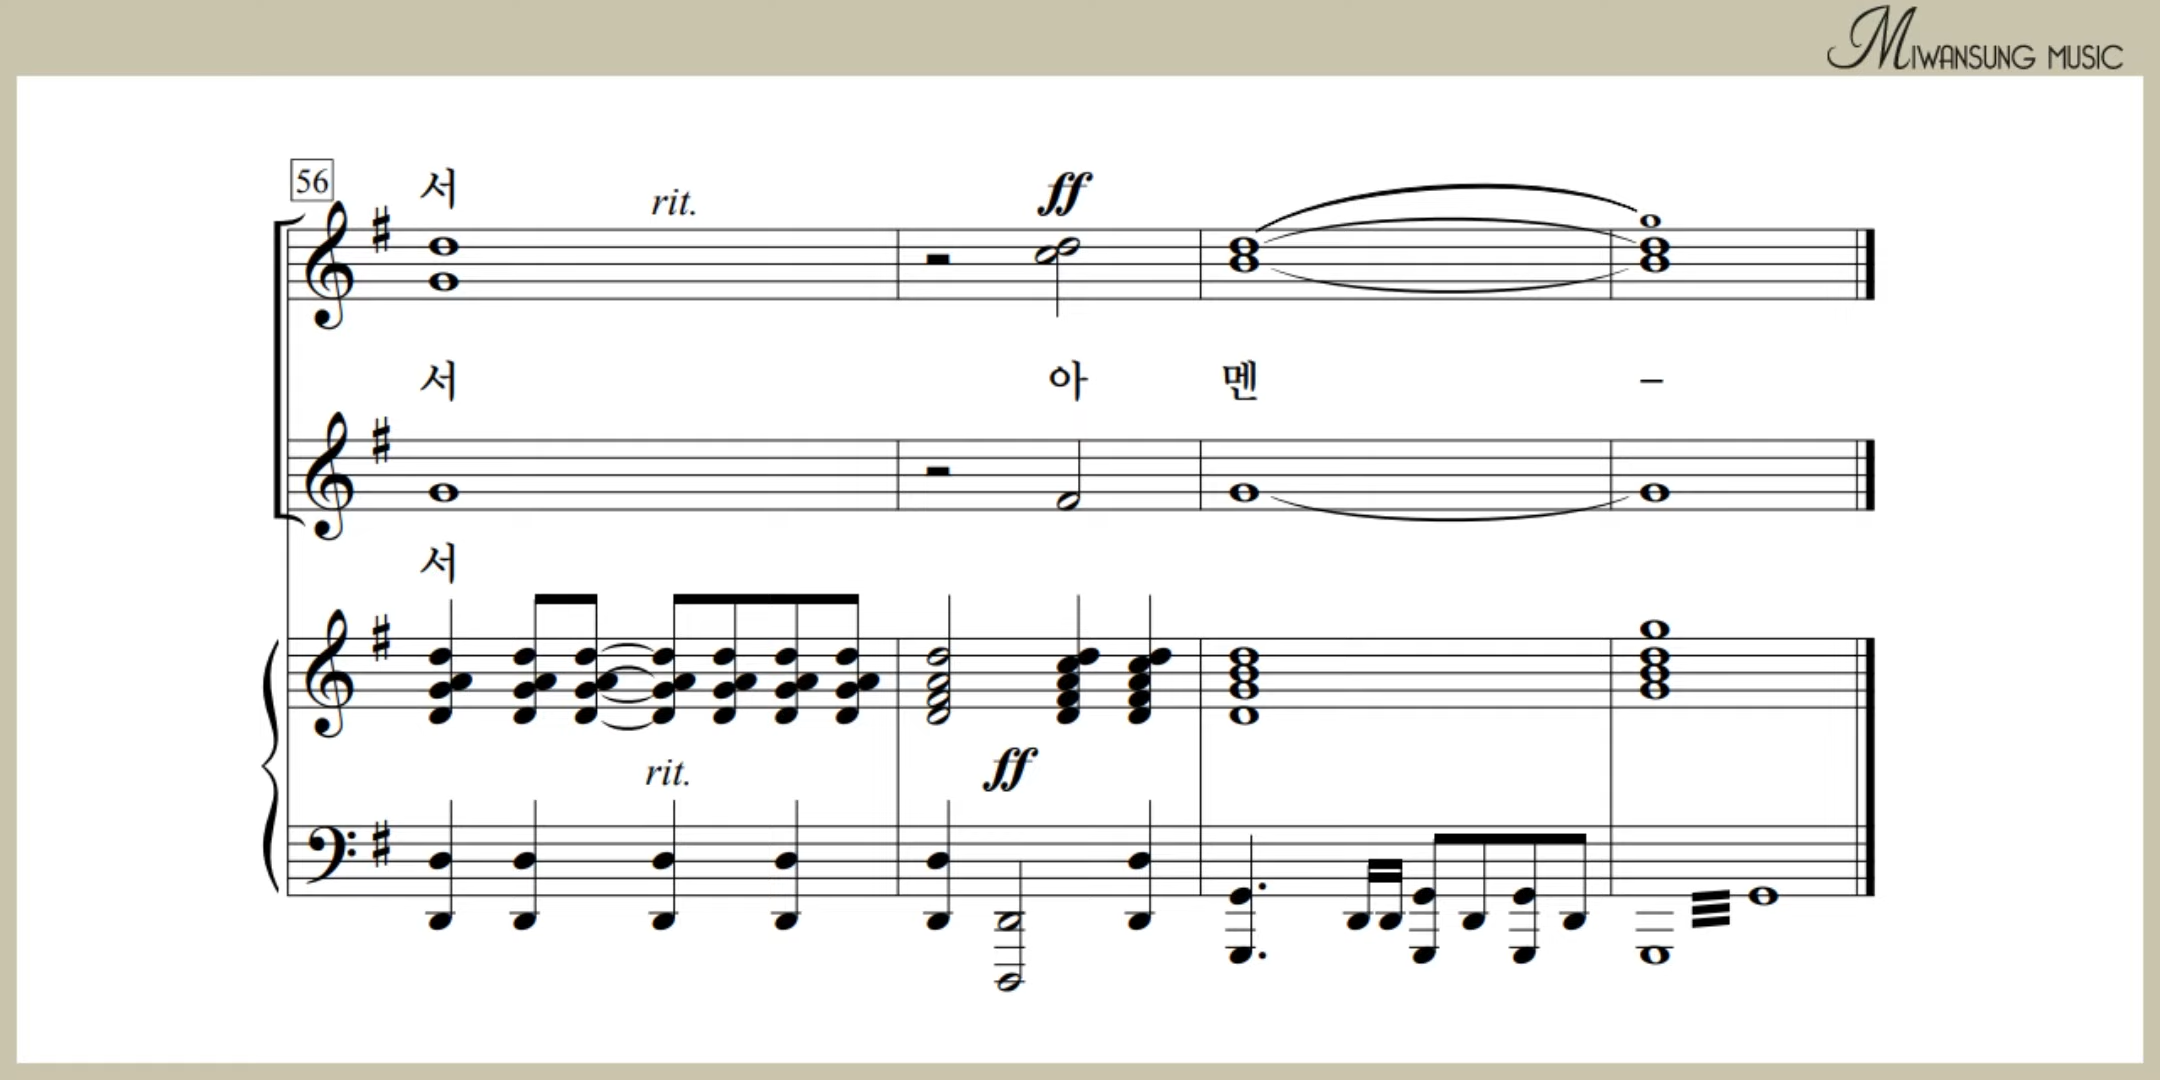 MIWANSUNG MUSIC
56
서
rit.
ff
서 아 멘 –
서
rit.
ff